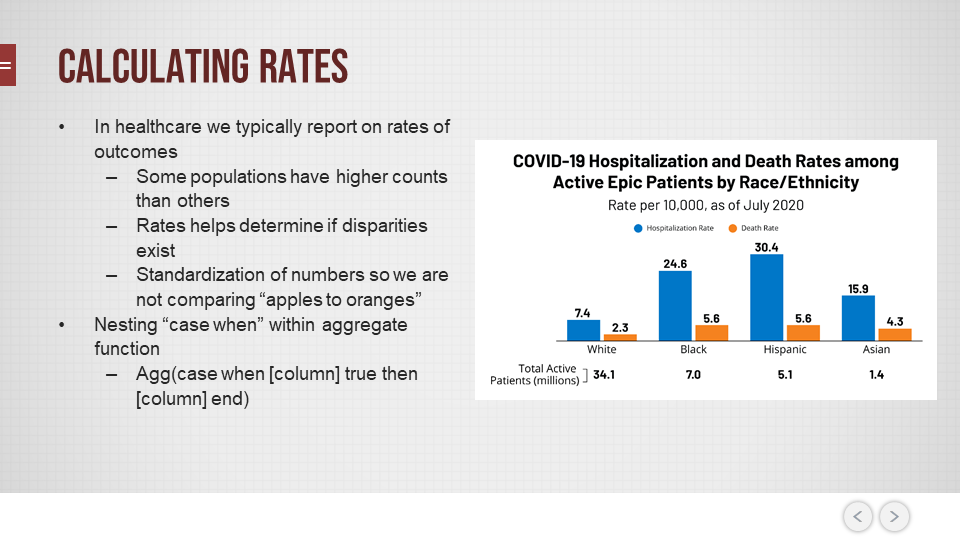 CALCULATING RATES
• In healthcare we typically report on rates of
outcomes
– Some populations have higher counts
than others
– Rates helps determine if disparities
exist
– Standardization of numbers so we are
not comparing “apples to oranges”
• Nesting “case when” within aggregate
function
– Agg(case when [column] true then
[column] end)
COVID-19 Hospitalization and Death Rates among
Active Epic Patients by Race/Ethnicity
Rate per 10,000, as of July 2020
Hospitalization Rate Death Rate
7.4 2.3 24.6 5.6 30.4 5.6 15.9 4.3
White Black Hispanic Asian
Total Active
Patients (millions) 34.1 7.0 5.1 1.4